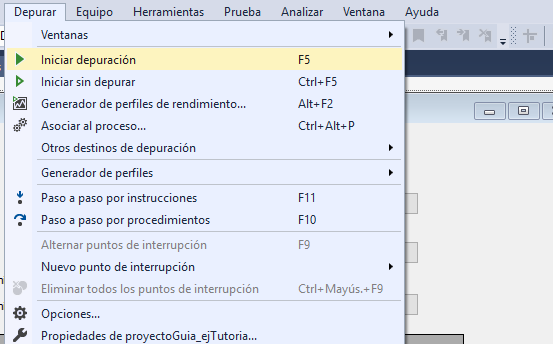 Depurar Equipo Herramientas Prueba Analizar Ventana Ayuda
Ventanas
Iniciar depuración F5
Iniciar sin depurar Ctrl+F5
Generador de perfiles de rendimiento... Alt+F2
Asociar al proceso... Ctrl+Alt+P
Otros destinos de depuración
Generador de perfiles
Paso a paso por instrucciones F11
Paso a paso por procedimientos F10
Alternar puntos de interrupción F9
Nuevo punto de interrupción
Eliminar todos los puntos de interrupción Ctrl+Mayús.+F9
Opciones...
Propiedades de proyectoGuia_ejTutoria...